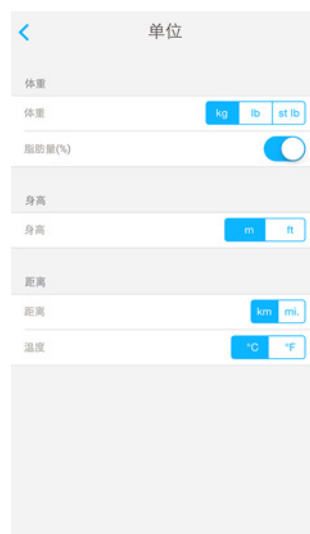 单位
体重
体重 kg lb st lb
脂肪量(%)
身高
身高 m ft
距离
距离 km mi.
温度 °C °F